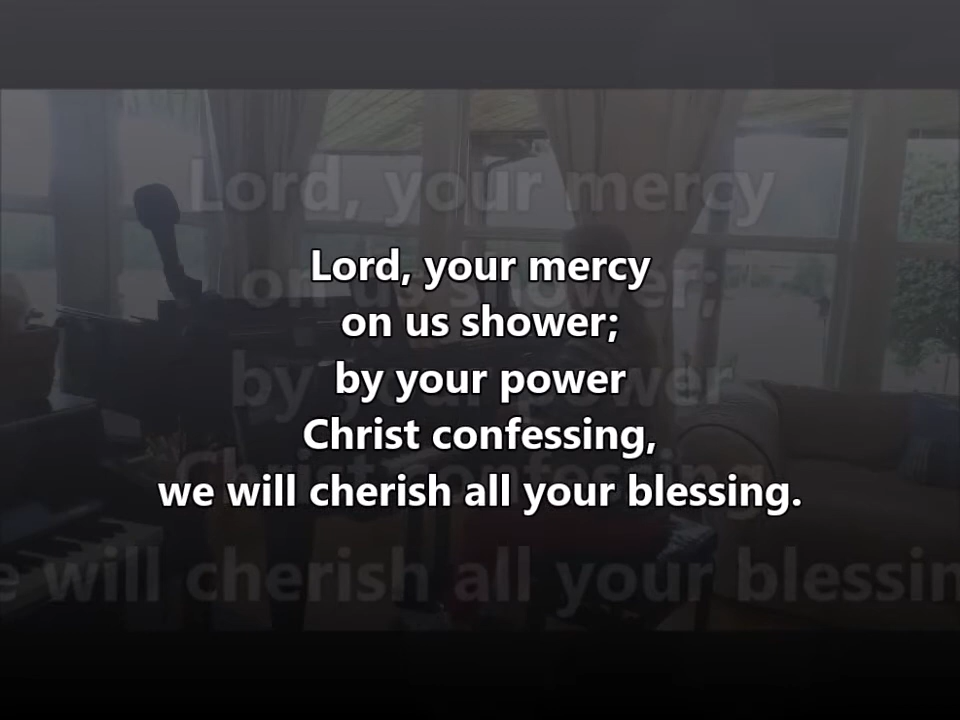 Lord, your mercy
on us shower;
by your power
Christ confessing,
we will cherish all your blessing.